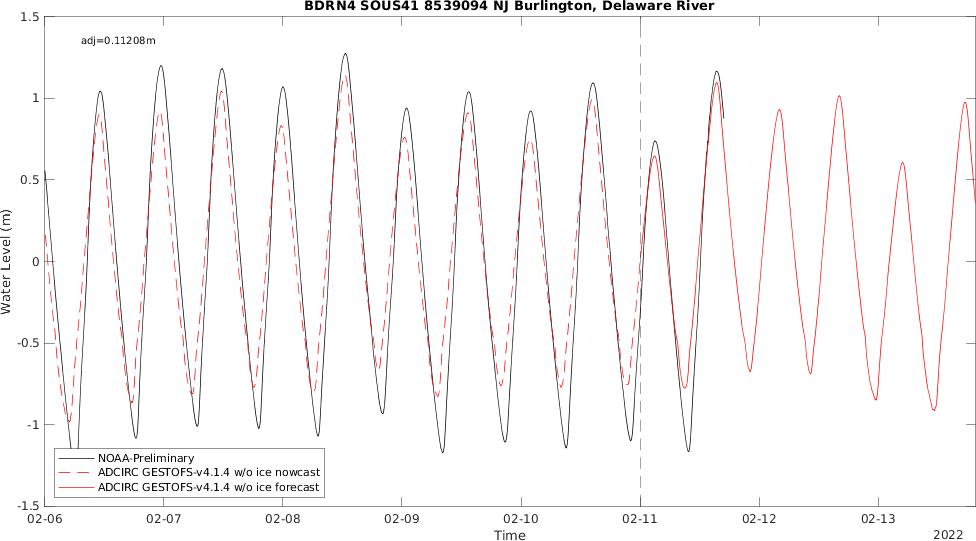 BDRN4 SOUS41 8539094 NJ Burlington, Delaware River
adj=0.11208m
1.5
1
0.5
0
-0.5
-1
-1.5
Water Level (m)
NOAA-Preliminary
ADCIRC GESTOFS-v4.1.4 w/o ice nowcast
ADCIRC GESTOFS-v4.1.4 w/o ice forecast
02-06 02-07 02-08 02-09 02-10 02-11 02-12 02-13
Time
2022